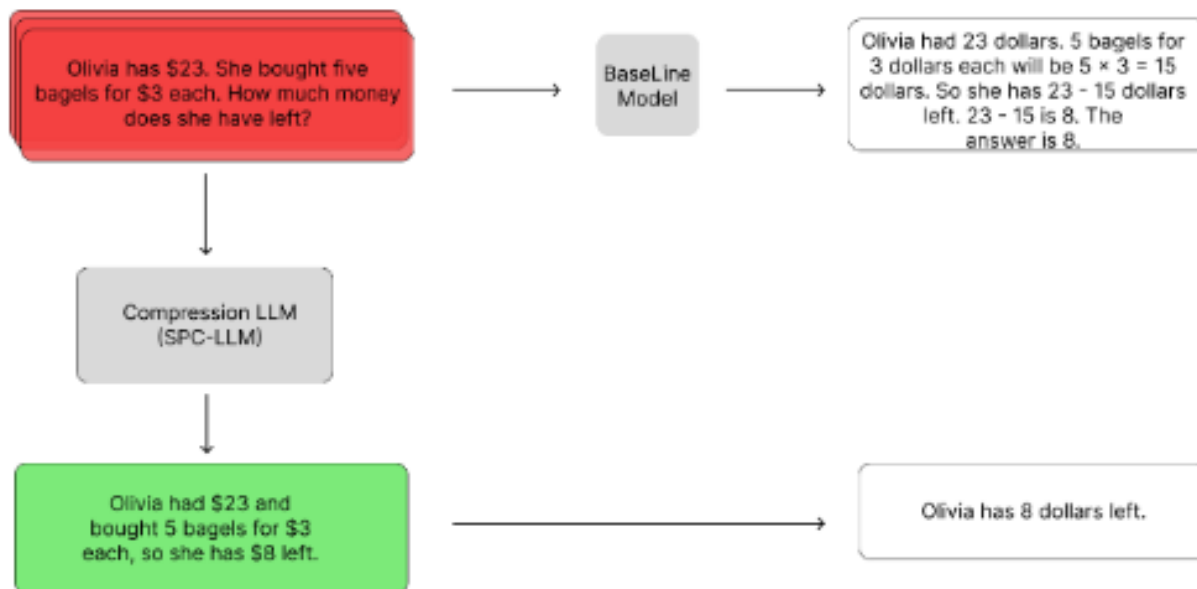 Olivia has $23. She bought five
bagels for $3 each. How much money
does she have left?
BaseLine
Model
Olivia had 23 dollars. 5 bagels for
3 dollars each will be 5 × 3 = 15
dollars. So she has 23 - 15 dollars
left. 23 - 15 is 8. The
answer is 8.
Compression LLM
(SPC-LLM)
Olivia had $23 and
bought 5 bagels for $3
each, so she has $8 left.
Olivia has 8 dollars left.